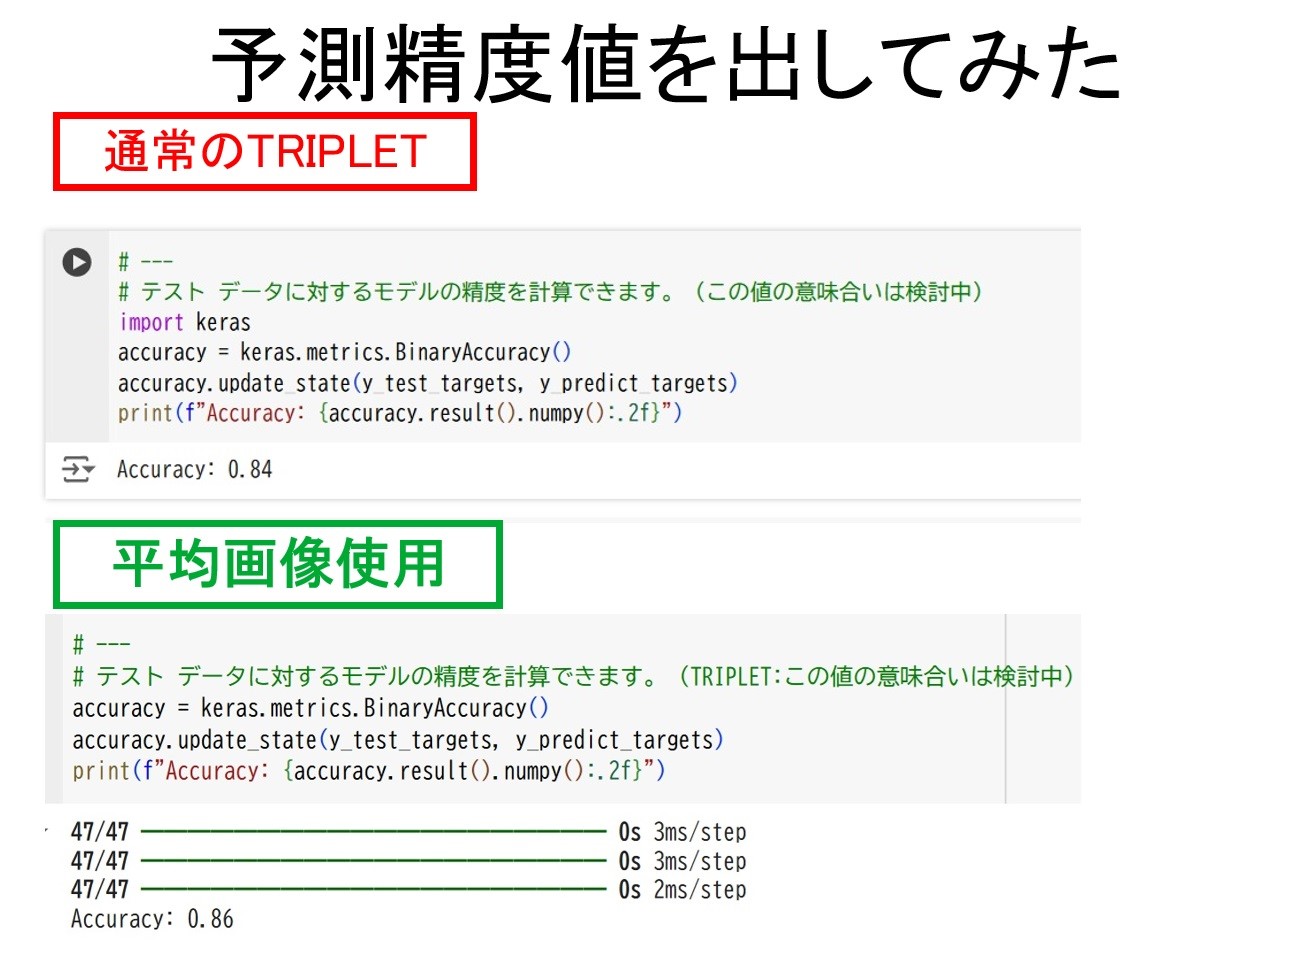 予測精度値を出してみた
通常のTRIPLET
# ---
# テスト データに対するモデルの精度を計算できます。（この値の意味合いは検討中）
import keras
accuracy = keras.metrics.BinaryAccuracy()
accuracy.update_state(y_test_targets, y_predict_targets)
print(f"Accuracy: {accuracy.result().numpy():.2f}")
Accuracy: 0.84
平均画像使用
# ---
# テスト データに対するモデルの精度を計算できます。（TRIPLET:この値の意味合いは検討中）
accuracy = keras.metrics.BinaryAccuracy()
accuracy.update_state(y_test_targets, y_predict_targets)
print(f"Accuracy: {accuracy.result().numpy():.2f}")
47/47 ━━━━━━━━━━━━━━━━━━━━ 0s 3ms/step
47/47 ━━━━━━━━━━━━━━━━━━━━ 0s 3ms/step
47/47 ━━━━━━━━━━━━━━━━━━━━ 0s 2ms/step
Accuracy: 0.86